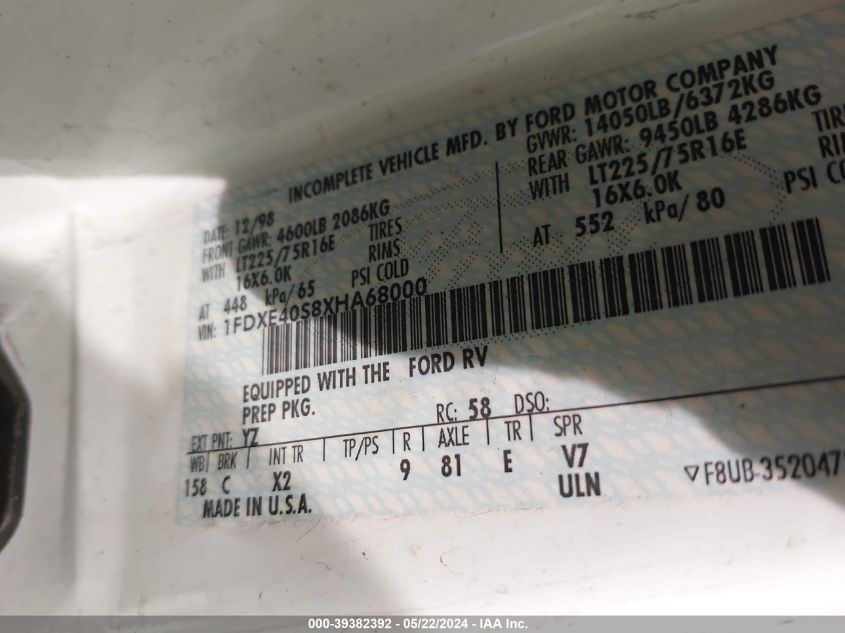 INCOMPLETE VEHICLE MFD. BY FORD MOTOR COMPANY
DATE: 12/98
GVWR: 14050LB/6372KG
FRONT GAWR: 4600LB 2086KG
REAR GAWR: 9450LB 4286KG
WITH LT225/75R16E TIRES
WITH LT225/75R16E TIRE
16X6.0K RIMS
16X6.0K RIM
AT 448 kPa/65 PSI COLD
AT 552 kPa/80 PSI COL
VIN: 1FDXE40S8XHA68000
EQUIPPED WITH THE FORD RV
PREP PKG.
RC: 58 DSO:
EXT PNT: YZ
WB BRK INT TR TP/PS R AXLE TR SPR
158 C X2 9 81 E V7
ULN
MADE IN U.S.A.
F8UB-352047
000-39382392 - 05/22/2024 - IAA Inc.